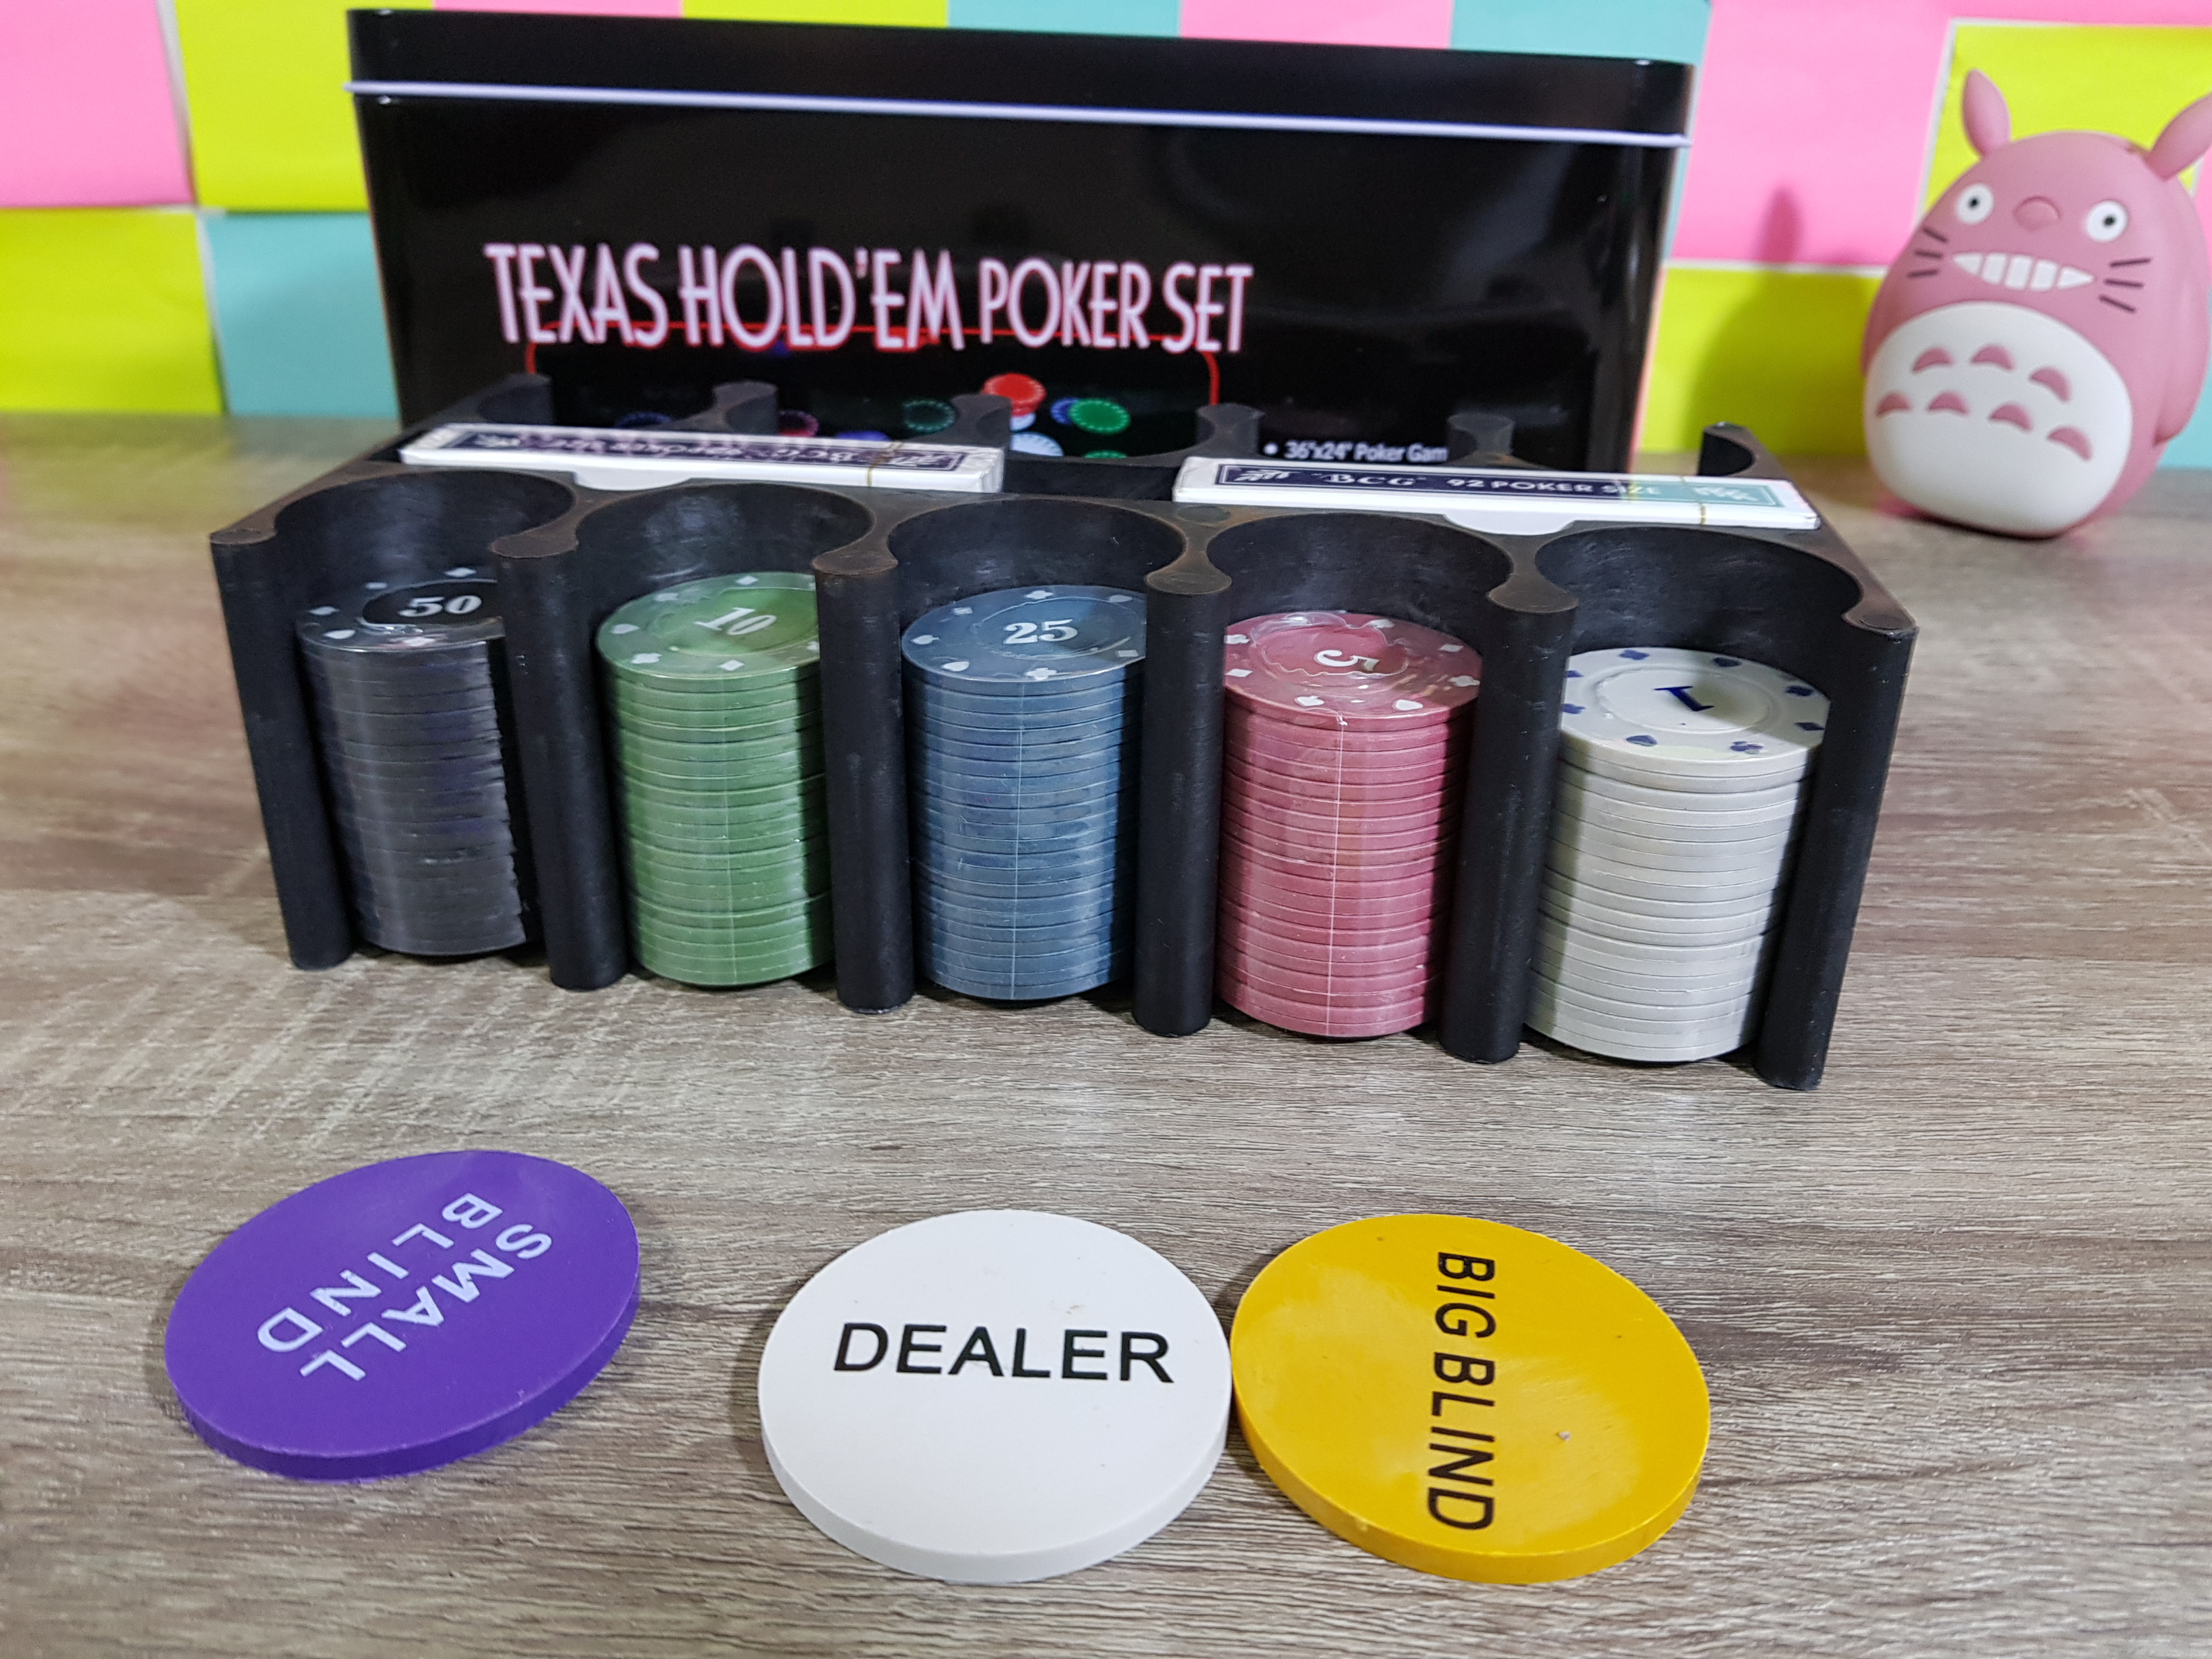 TEXAS HOLD'EM POKER SET
• 36"x24" Poker Gam
BCG
"BCG" 92 POKER SIZE
50
10
25
5
1
SMALL
BLIND
DEALER
BIG BLIND